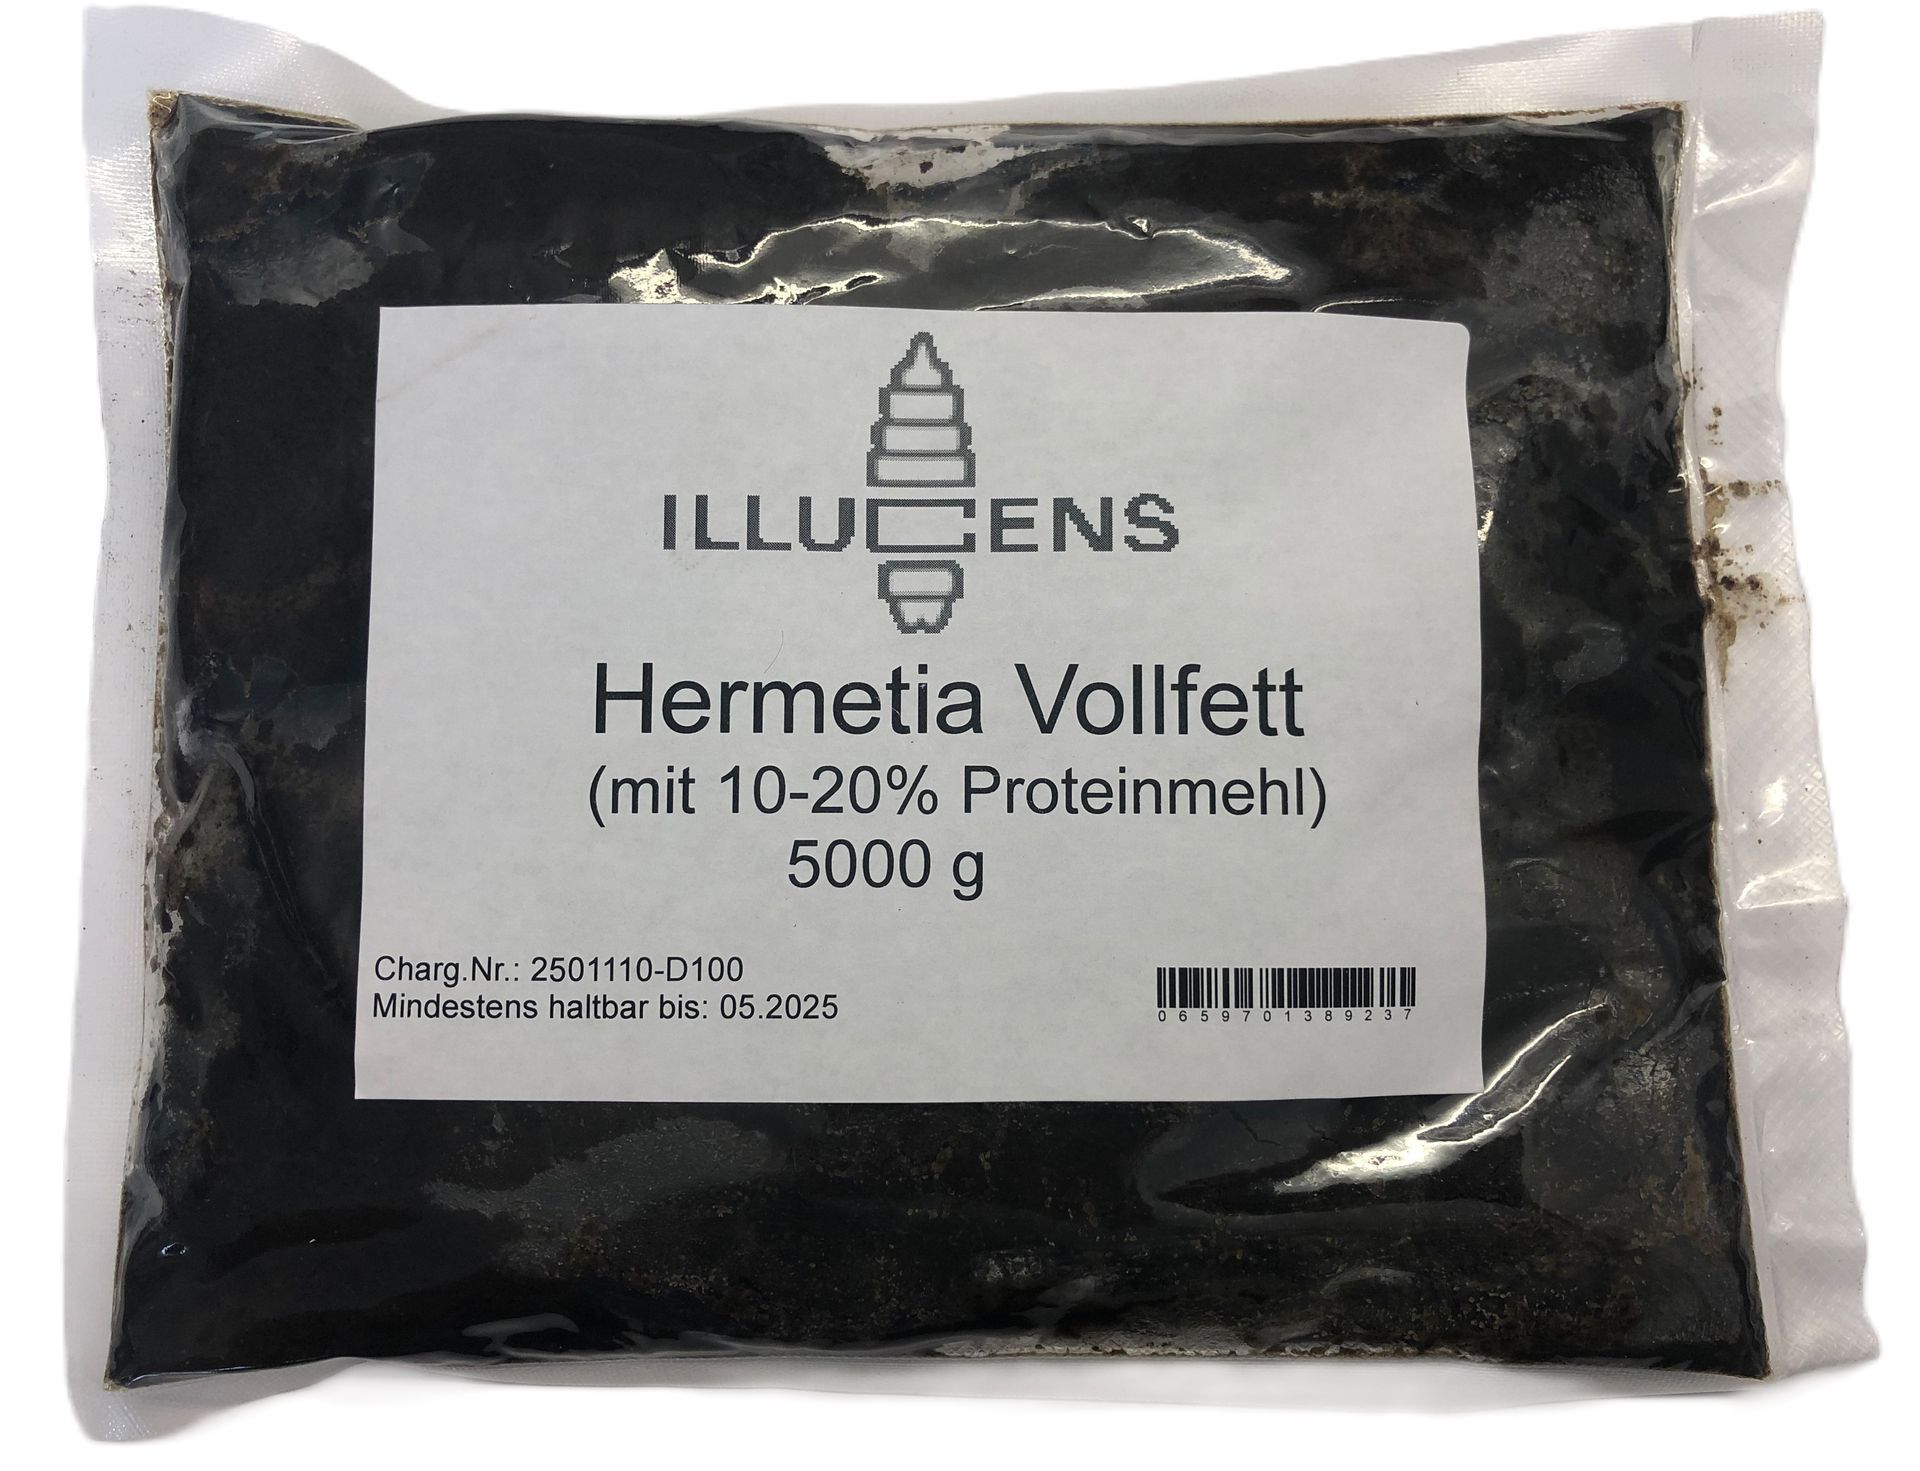 ILLUCENS
Hermetia Vollfett
(mit 10-20% Proteinmehl)
5000 g
Charg.Nr.: 2501110-D100
Mindestens haltbar bis: 05.2025
0659701389237